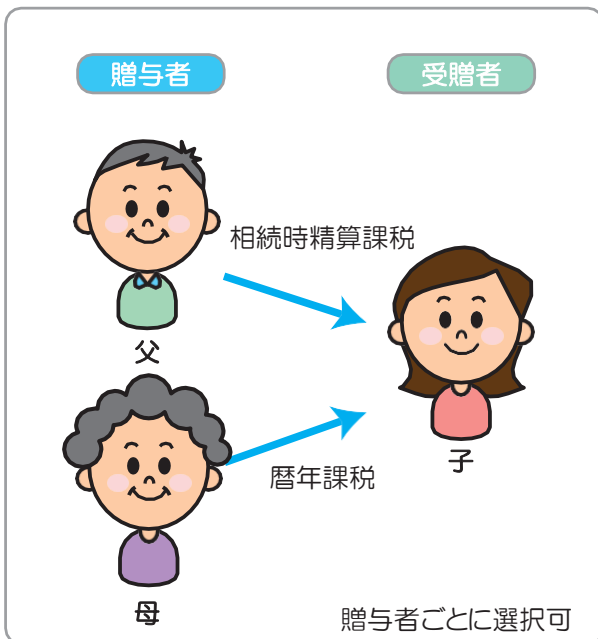 贈与者
受贈者
相続時精算課税
父
暦年課税
子
母
贈与者ごとに選択可